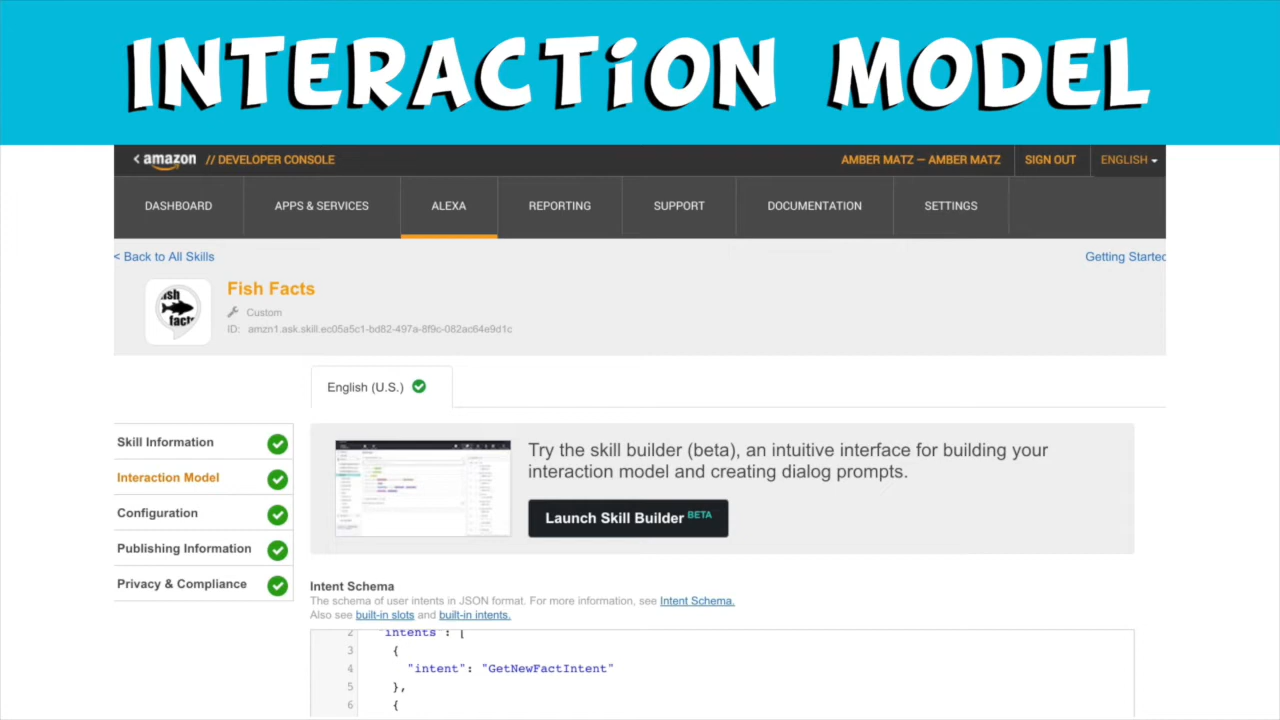 INTERACTION MODEL
< amazon // DEVELOPER CONSOLE AMBER MATZ — AMBER MATZ SIGN OUT ENGLISH
DASHBOARD APPS & SERVICES ALEXA REPORTING SUPPORT DOCUMENTATION SETTINGS
< Back to All Skills Getting Started
fish facts
Fish Facts
Custom
ID: amzn1.ask.skill.ec05a5c1-bd82-497a-8f9c-082ac64e9d1c
English (U.S.)
Skill Information
Interaction Model
Configuration
Publishing Information
Privacy & Compliance
Try the skill builder (beta), an intuitive interface for building your
interaction model and creating dialog prompts.
Launch Skill Builder BETA
Intent Schema
The schema of user intents in JSON format. For more information, see Intent Schema.
Also see built-in slots and built-in intents.
2 "intents": [
3 {
4 "intent": "GetNewFactIntent"
5 },
6 {